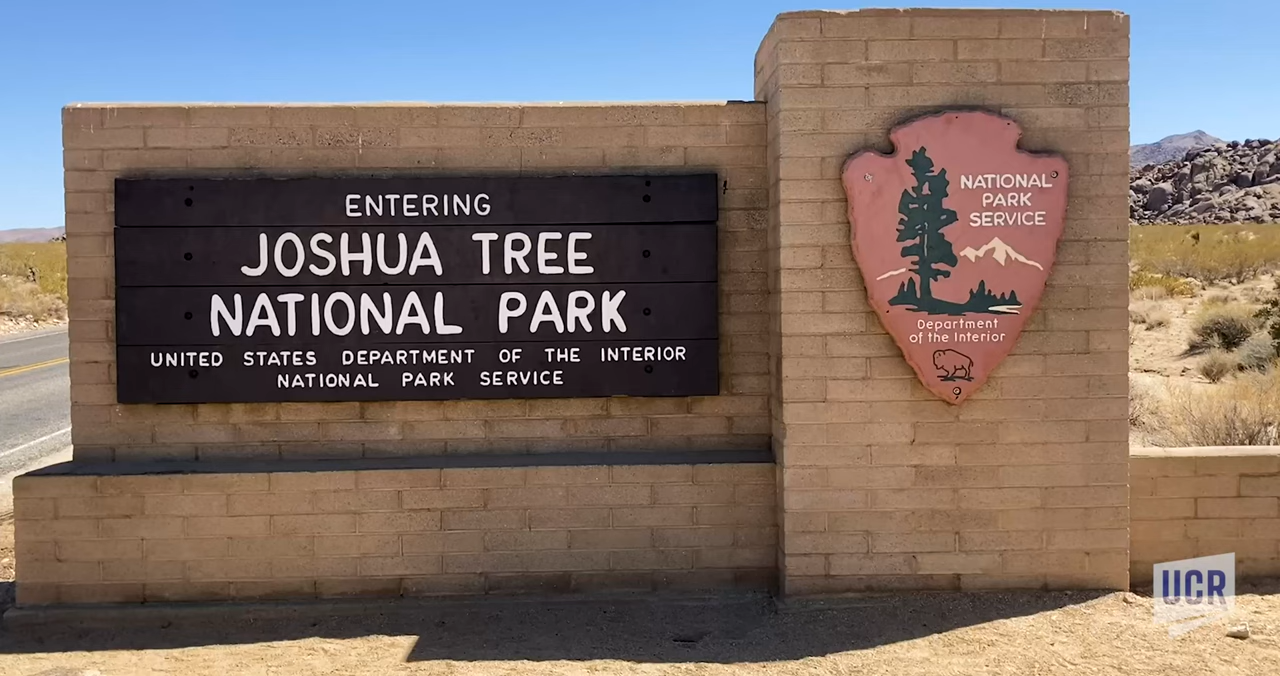 ENTERING
JOSHUA TREE
NATIONAL PARK
UNITED STATES DEPARTMENT OF THE INTERIOR
NATIONAL PARK SERVICE
NATIONAL
PARK
SERVICE
Department
of the Interior
UCR